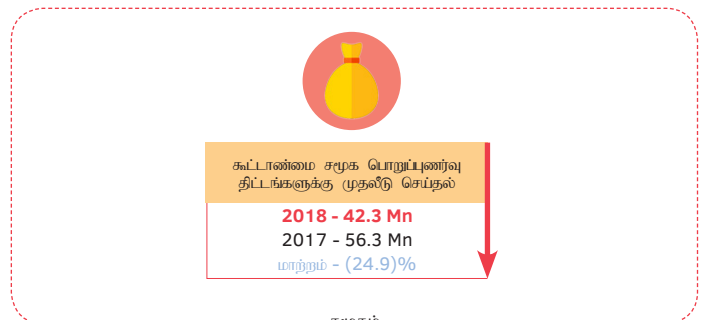 கூட்டாண்மை சமூக பொறுப்புணர்வு
திட்டங்களுக்கு முதலீடு செய்தல்
2018 - 42.3 Mn
2017 - 56.3 Mn
மாற்றம் - (24.9)%